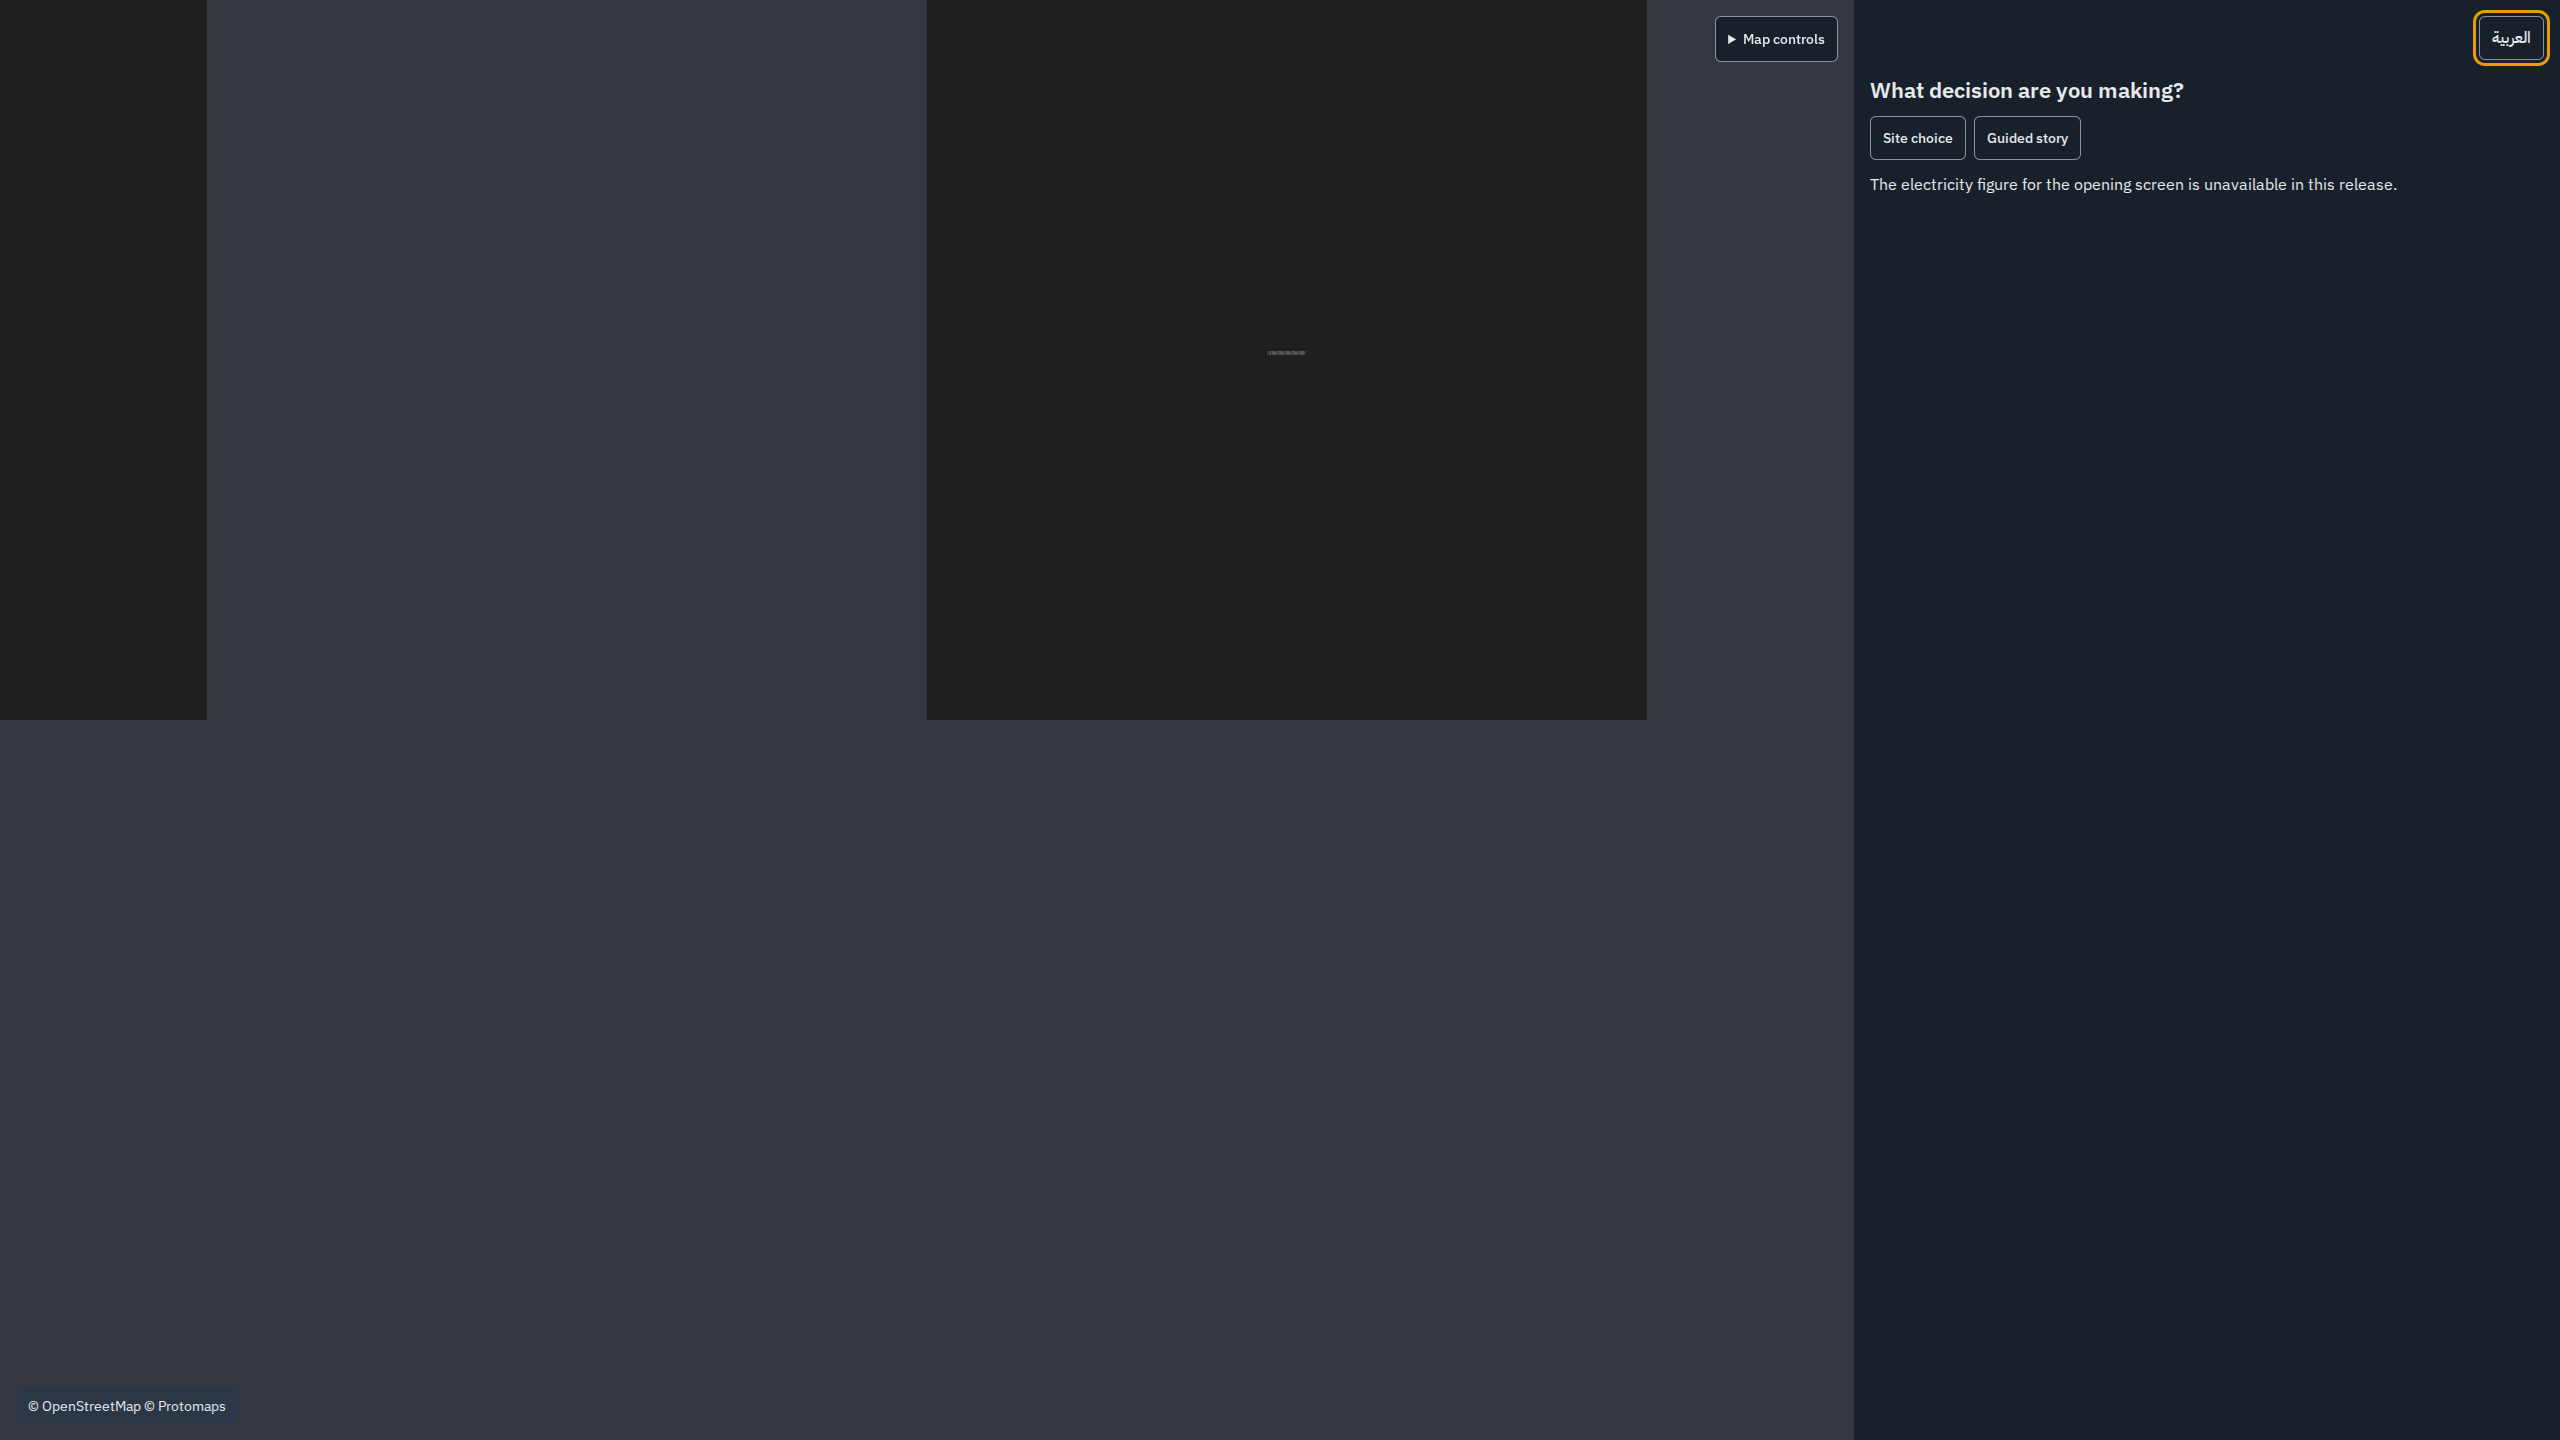 ▶ Map controls
العربية
What decision are you making?
Site choice
Guided story
The electricity figure for the opening screen is unavailable in this release.
© OpenStreetMap © Protomaps